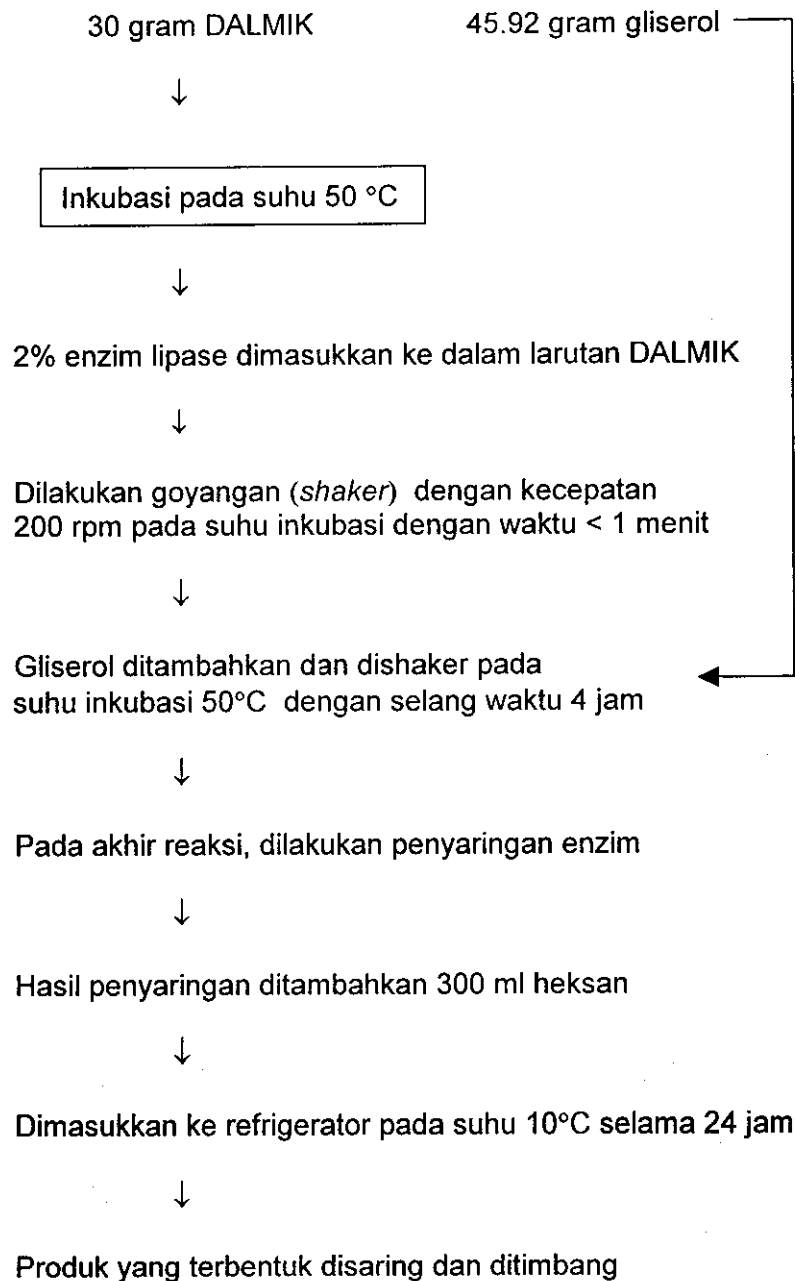 30 gram DALMIK 45.92 gram gliserol
↓
Inkubasi pada suhu 50 °C
↓
2% enzim lipase dimasukkan ke dalam larutan DALMIK
↓
Dilakukan goyangan (shaker) dengan kecepatan
200 rpm pada suhu inkubasi dengan waktu < 1 menit
↓
Gliserol ditambahkan dan dishaker pada
suhu inkubasi 50°C dengan selang waktu 4 jam
↓
Pada akhir reaksi, dilakukan penyaringan enzim
↓
Hasil penyaringan ditambahkan 300 ml heksan
↓
Dimasukkan ke refrigerator pada suhu 10°C selama 24 jam
↓
Produk yang terbentuk disaring dan ditimbang